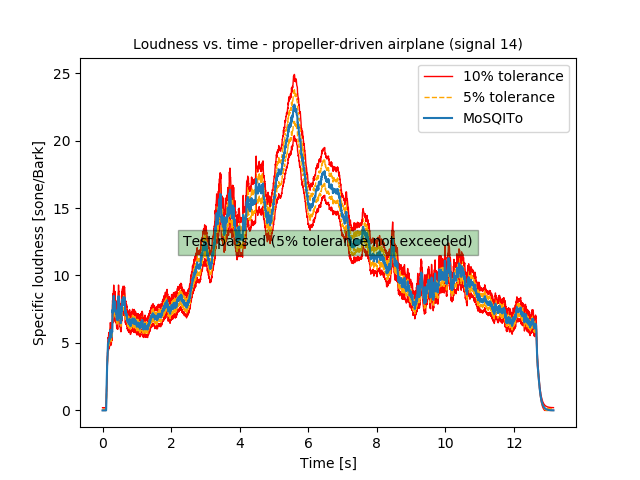 Loudness vs. time - propeller-driven airplane (signal 14)
10% tolerance
5% tolerance
MoSQITo
Test passed (5% tolerance not exceeded)
Specific loudness [sone/Bark]
25
20
15
10
5
0
0 2 4 6 8 10 12
Time [s]